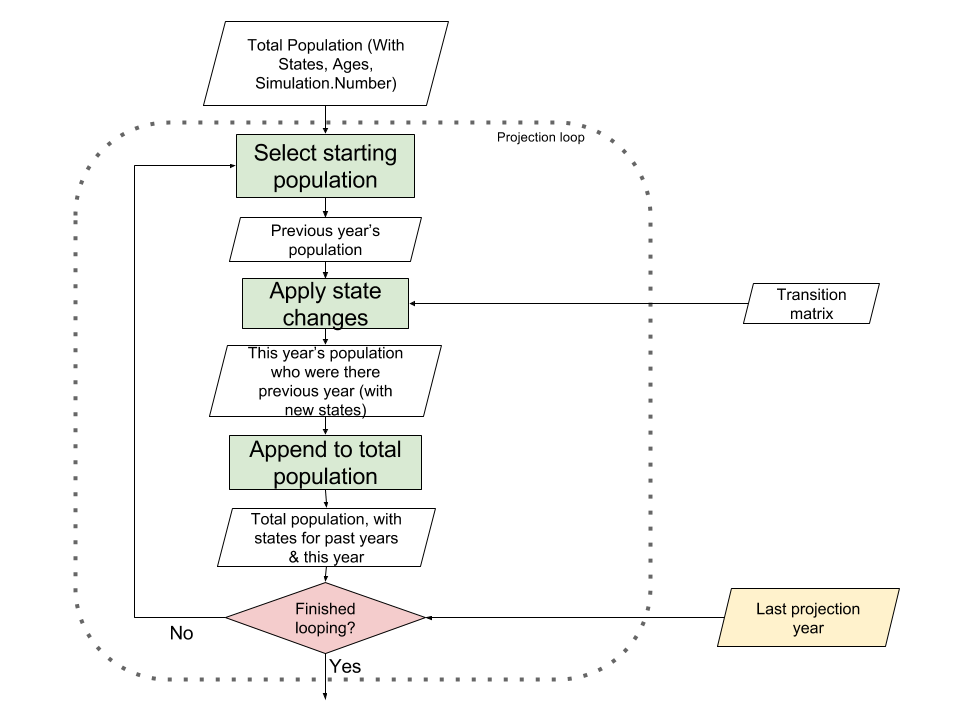 Total Population (With
States, Ages,
Simulation.Number)
Projection loop
Select starting
population
Previous year's
population
Apply state
changes
Transition
matrix
This year's population
who were there
previous year (with
new states)
Append to total
population
Total population, with
states for past years
& this year
Finished
looping?
Last projection
year
No
Yes